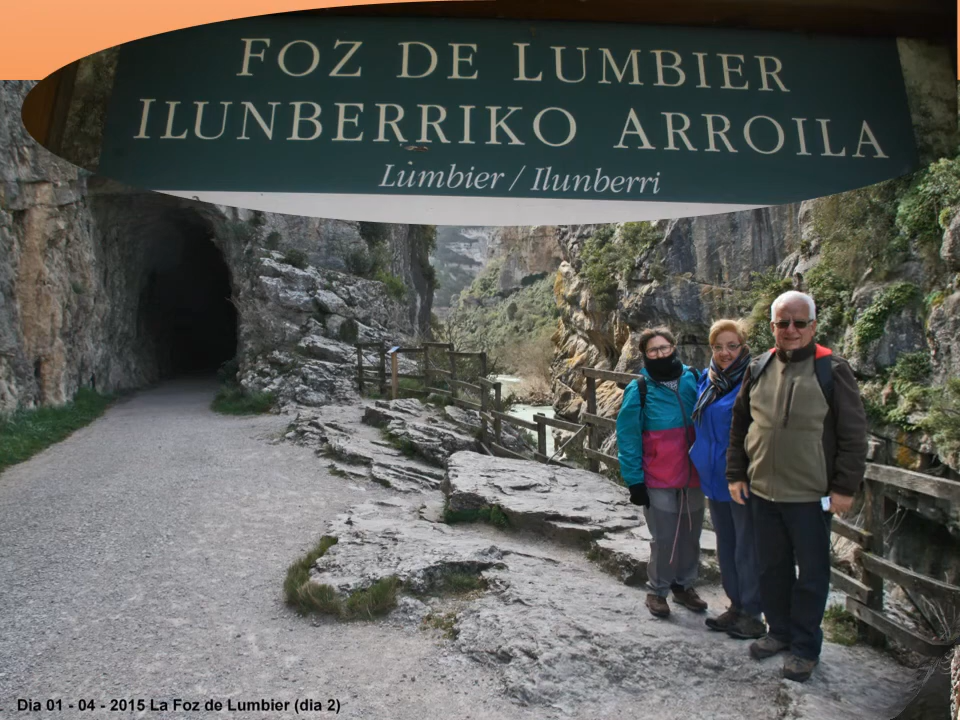 FOZ DE LUMBIER
ILUNBERRIKO ARROILA
Lumbier / Ilunberri
Dia 01 - 04 - 2015 La Foz de Lumbier (dia 2)